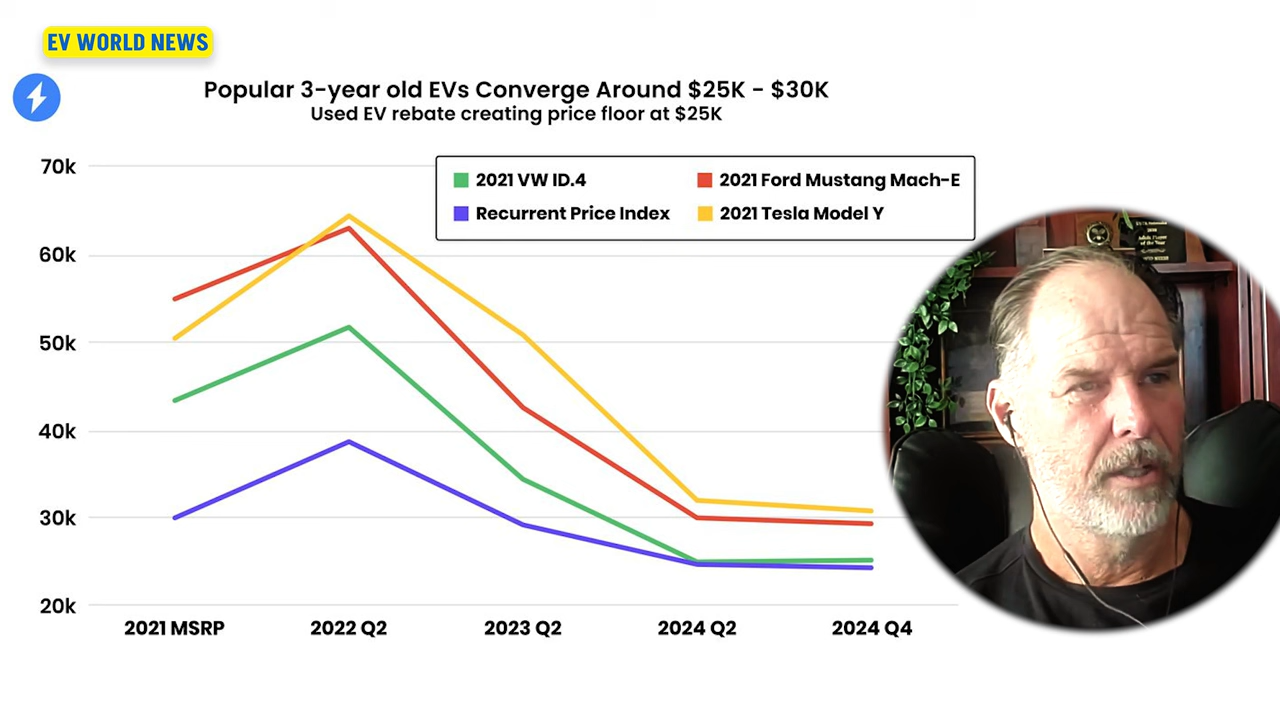 EV WORLD NEWS
Popular 3-year old EVs Converge Around $25K - $30K
Used EV rebate creating price floor at $25K
70k
2021 VW ID.4
2021 Ford Mustang Mach-E
Recurrent Price Index
2021 Tesla Model Y
60k
50k
40k
30k
20k
2021 MSRP
2022 Q2
2023 Q2
2024 Q2
2024 Q4